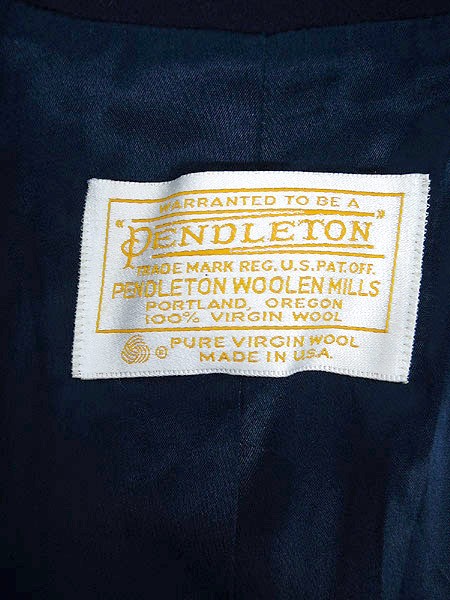 WARRANTED TO BE A
"PENDLETON"
TRADE MARK REG. U.S. PAT. OFF.
PENDLETON WOOLEN MILLS
PORTLAND, OREGON
100% VIRGIN WOOL
® PURE VIRGIN WOOL
MADE IN U.S.A.